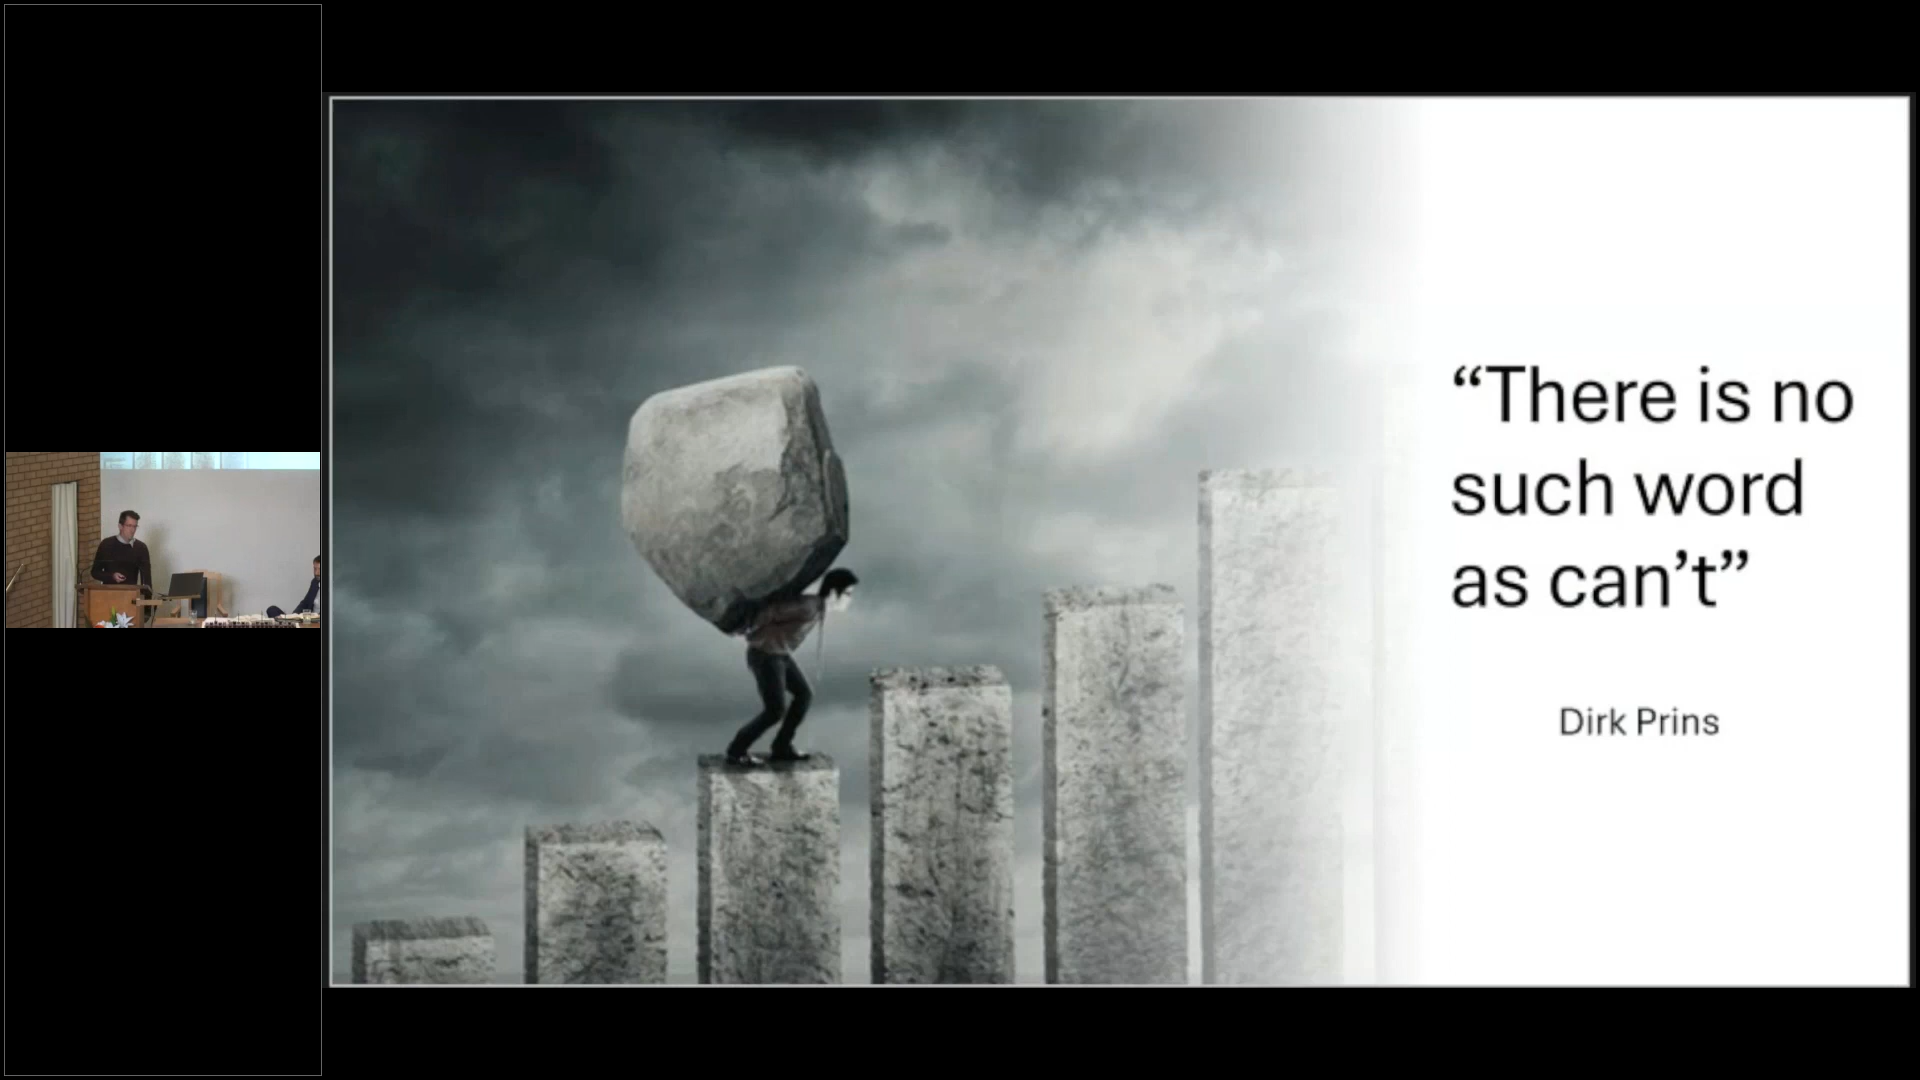 “There is no
such word
as can’t”
Dirk Prins